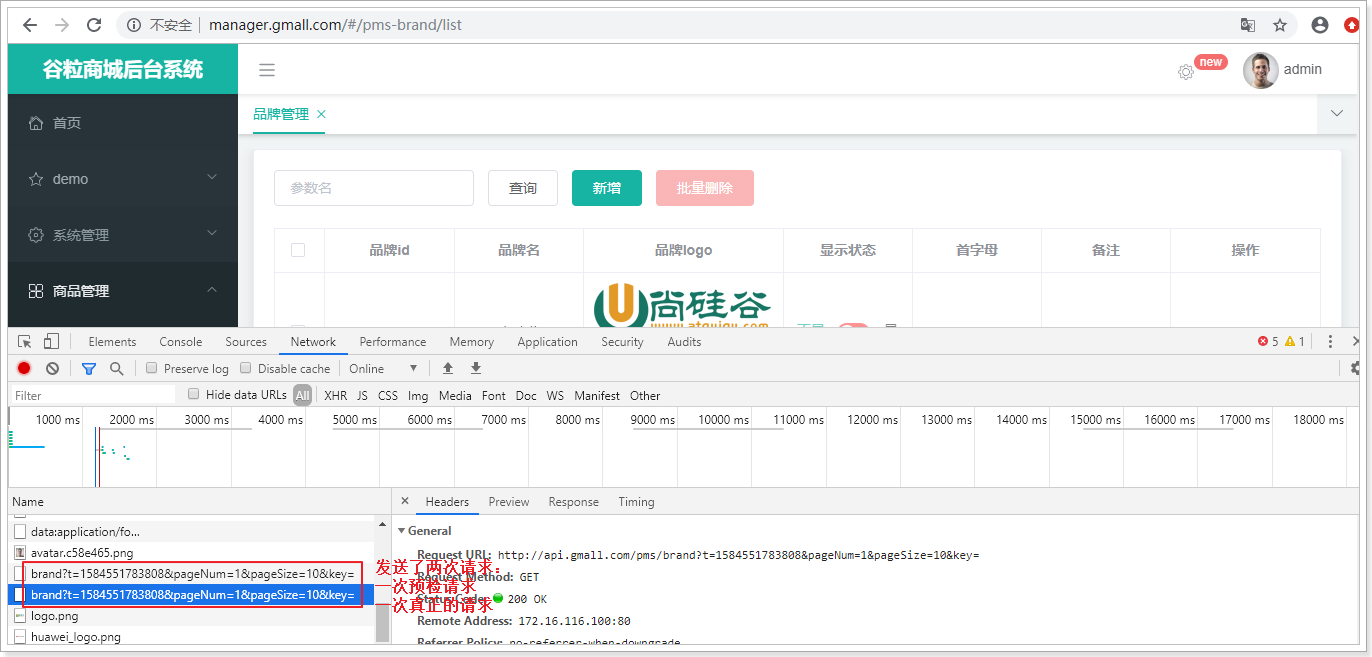 不安全 manager.gmall.com/#/pms-brand/list
谷粒商城后台系统
new
admin
首页
demo
系统管理
商品管理
品牌管理
参数名
查询
新增
批量删除
品牌id 品牌名 品牌logo 显示状态 首字母 备注 操作
尚硅谷
Elements Console Sources Network Performance Memory Application Security Audits 5 1
Preserve log Disable cache Online
Filter Hide data URLs All XHR JS CSS Img Media Font Doc WS Manifest Other
1000 ms 2000 ms 3000 ms 4000 ms 5000 ms 6000 ms 7000 ms 8000 ms 9000 ms 10000 ms 11000 ms 12000 ms 13000 ms 14000 ms 15000 ms 16000 ms 17000 ms 18000 ms
Name
data:application/fo...
avatar.c58e465.png
brand?t=1584551783808&pageNum=1&pageSize=10&key=
brand?t=1584551783808&pageNum=1&pageSize=10&key=
logo.png
huawei_logo.png
发送了两次请求：
一次预检请求
一次真正的请求
Headers Preview Response Timing
General
Request URL: http://api.gmall.com/pms/brand?t=1584551783808&pageNum=1&pageSize=10&key=
Request Method: GET
Status Code: 200 OK
Remote Address: 172.16.116.100:80
Referrer Policy: no-referrer-when-downgrade